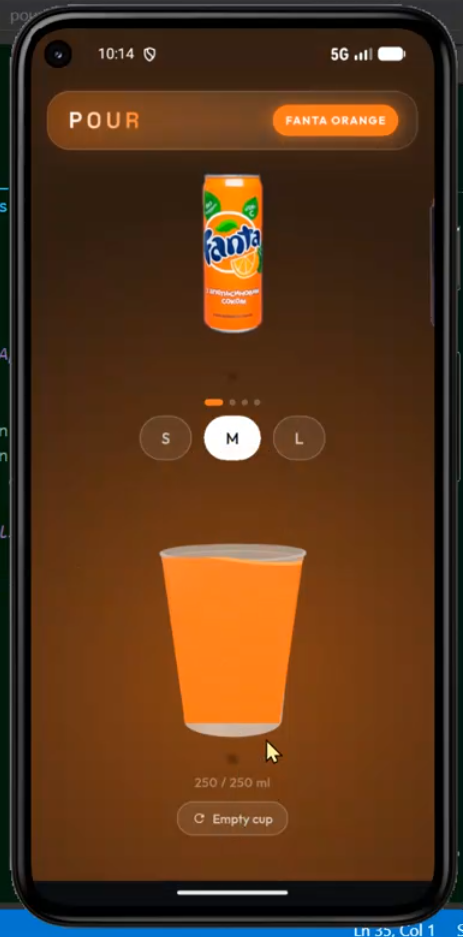 10:14
5G
POUR
FANTA ORANGE
Fanta
S
M
L
250 / 250 ml
Empty cup
Ln 35, Col 1